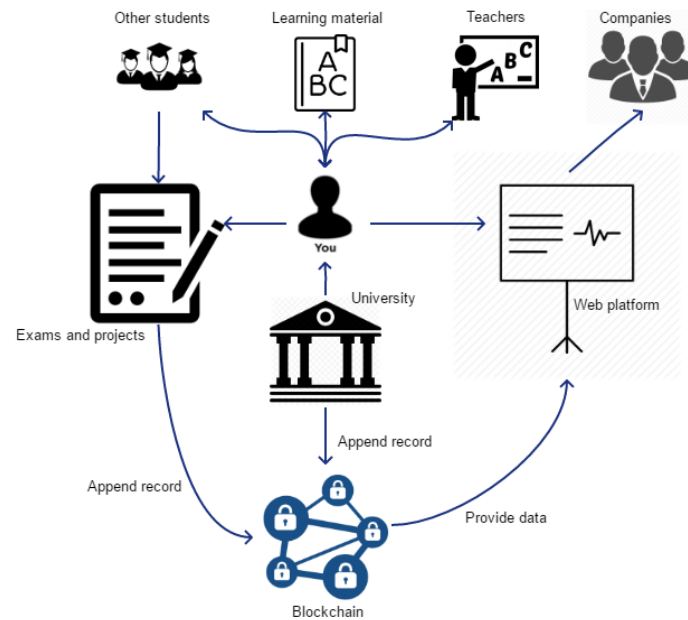 Other students
Learning material
Teachers
Companies
A
BC
A B C
You
University
Web platform
Exams and projects
Append record
Append record
Provide data
Blockchain